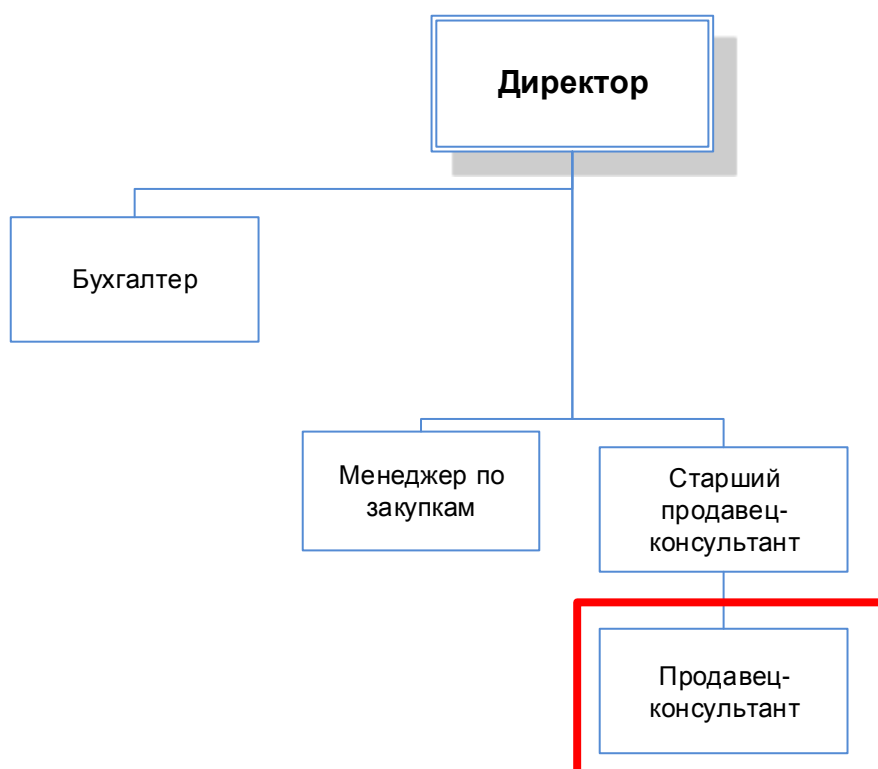 Директор
Бухгалтер
Менеджер по
закупкам
Старший
продавец-
консультант
Продавец-
консультант